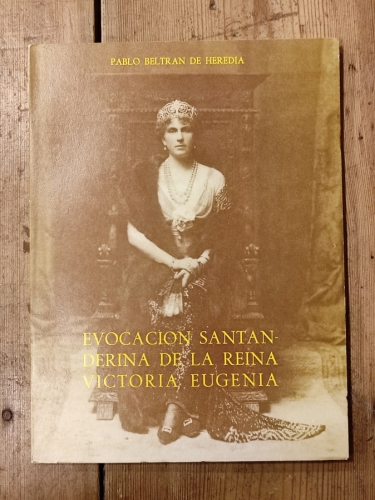 PABLO BELTRAN DE HEREDIA
EVOCACION SANTAN-
DERINA DE LA REINA
VICTORIA EUGENIA